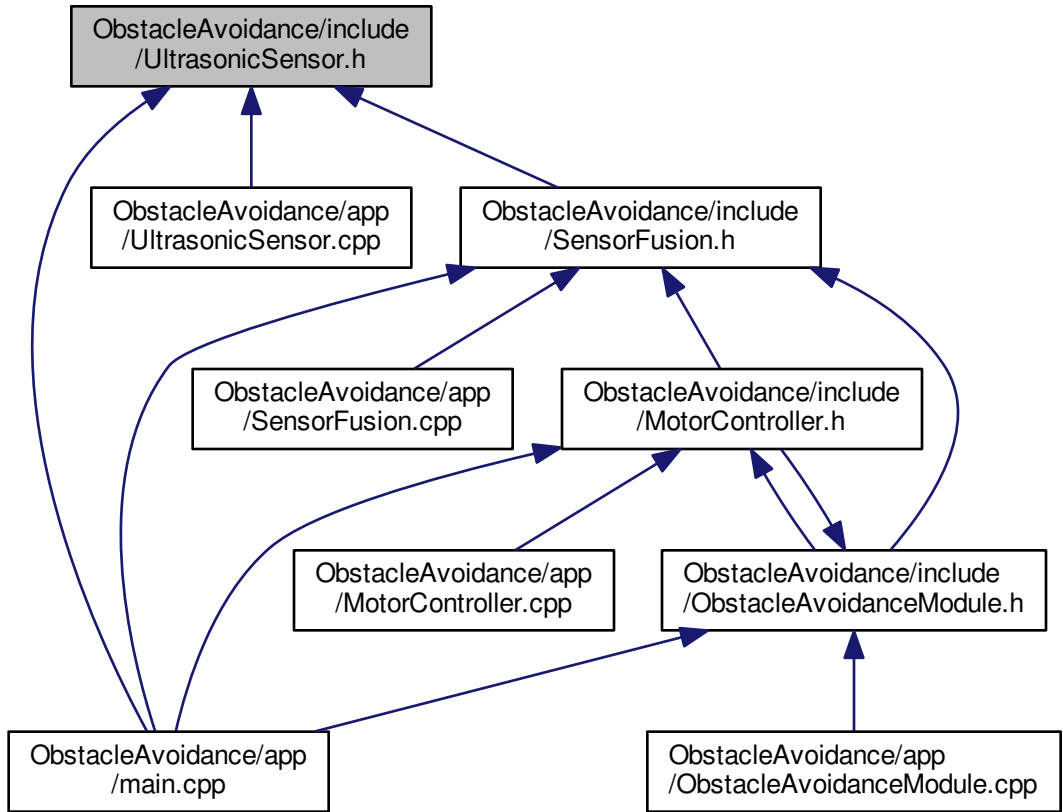 ObstacleAvoidance/include
/UltrasonicSensor.h
ObstacleAvoidance/app
/UltrasonicSensor.cpp
ObstacleAvoidance/include
/SensorFusion.h
ObstacleAvoidance/app
/SensorFusion.cpp
ObstacleAvoidance/include
/MotorController.h
ObstacleAvoidance/app
/MotorController.cpp
ObstacleAvoidance/include
/ObstacleAvoidanceModule.h
ObstacleAvoidance/app
/main.cpp
ObstacleAvoidance/app
/ObstacleAvoidanceModule.cpp